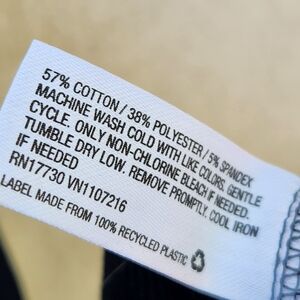 57% COTTON / 38% POLYESTER / 5% SPANDEX
MACHINE WASH COLD WITH LIKE COLORS. GENTLE
CYCLE. ONLY NON-CHLORINE BLEACH IF NEEDED.
TUMBLE DRY LOW. REMOVE PROMPTLY. COOL IRON
IF NEEDED
RN17730 VN1107216
LABEL MADE FROM 100% RECYCLED PLASTIC